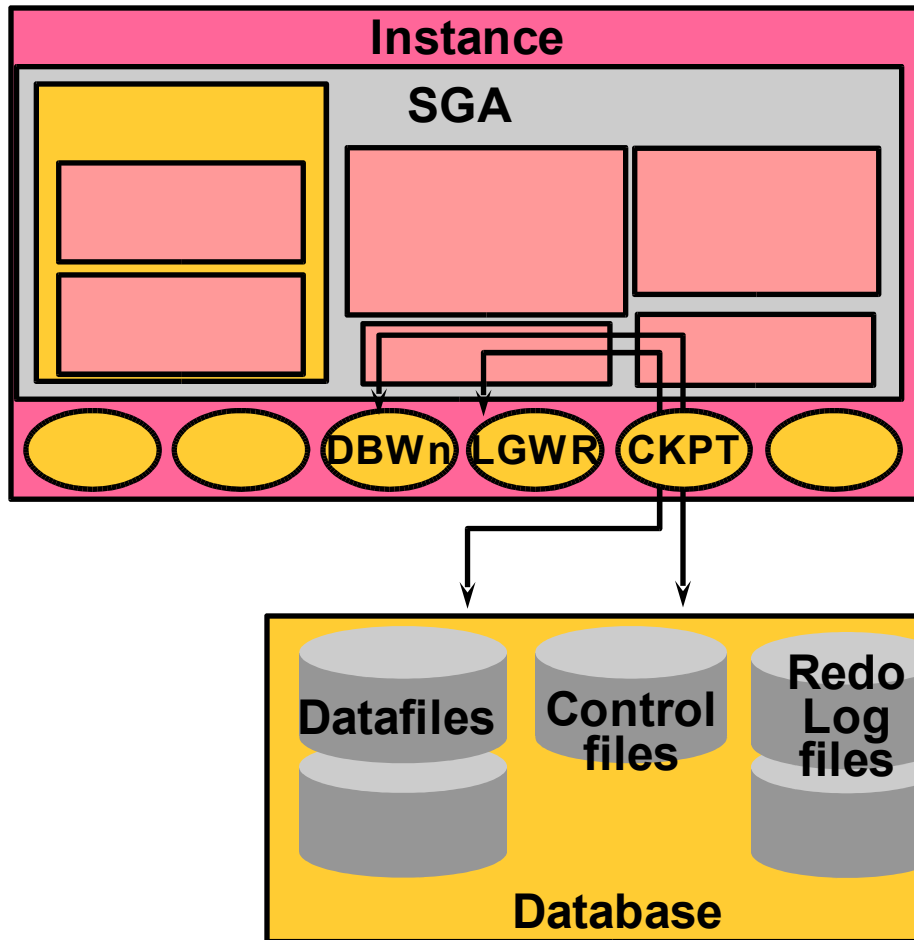 Instance
SGA
DBWn
LGWR
CKPT
Datafiles
Control
files
Redo
Log
files
Database